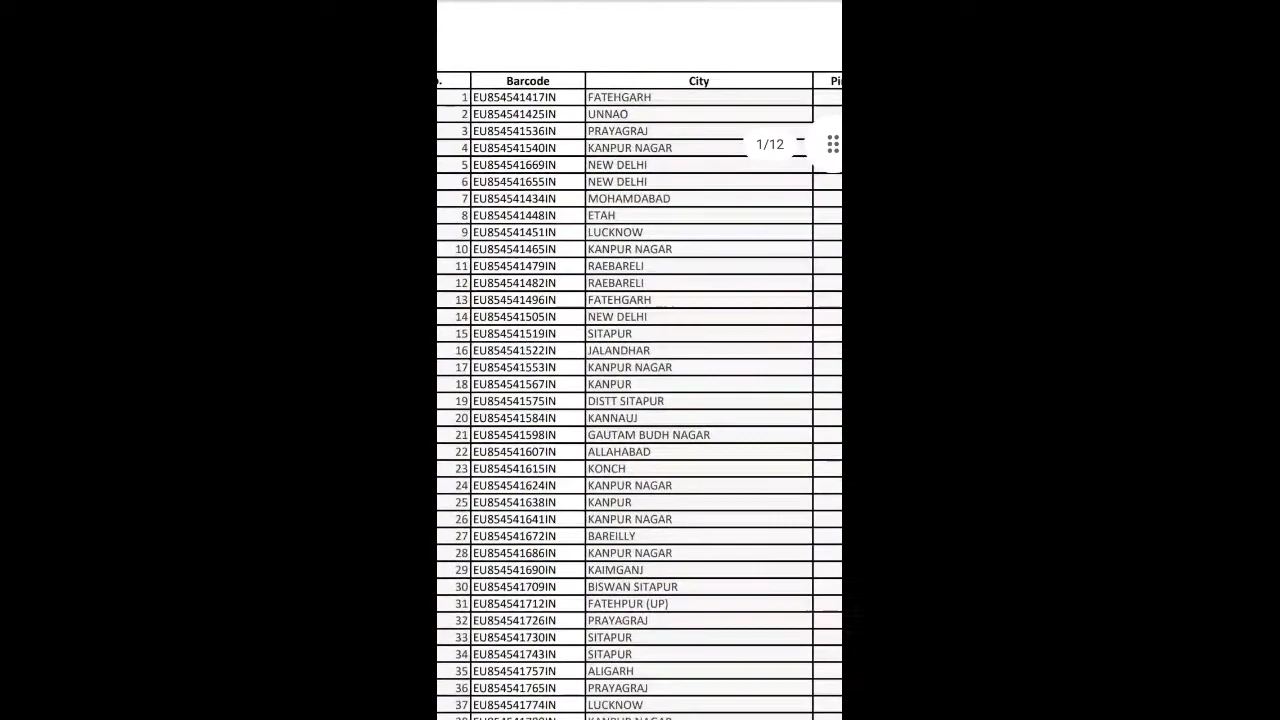 Barcode City
1 EU854541417IN FATEHGARH
2 EU854541425IN UNNAO
3 EU854541536IN PRAYAGRAJ
4 EU854541540IN KANPUR NAGAR 1/12
5 EU854541669IN NEW DELHI
6 EU854541655IN NEW DELHI
7 EU854541434IN MOHAMDABAD
8 EU854541448IN ETAH
9 EU854541451IN LUCKNOW
10 EU854541465IN KANPUR NAGAR
11 EU854541479IN RAEBARELI
12 EU854541482IN RAEBARELI
13 EU854541496IN FATEHGARH
14 EU854541505IN NEW DELHI
15 EU854541519IN SITAPUR
16 EU854541522IN JALANDHAR
17 EU854541553IN KANPUR NAGAR
18 EU854541567IN KANPUR
19 EU854541575IN DISTT SITAPUR
20 EU854541584IN KANNAUJ
21 EU854541598IN GAUTAM BUDH NAGAR
22 EU854541607IN ALLAHABAD
23 EU854541615IN KONCH
24 EU854541624IN KANPUR NAGAR
25 EU854541638IN KANPUR
26 EU854541641IN KANPUR NAGAR
27 EU854541672IN BAREILLY
28 EU854541686IN KANPUR NAGAR
29 EU854541690IN KAIMGANJ
30 EU854541709IN BISWAN SITAPUR
31 EU854541712IN FATEHPUR (UP)
32 EU854541726IN PRAYAGRAJ
33 EU854541730IN SITAPUR
34 EU854541743IN SITAPUR
35 EU854541757IN ALIGARH
36 EU854541765IN PRAYAGRAJ
37 EU854541774IN LUCKNOW